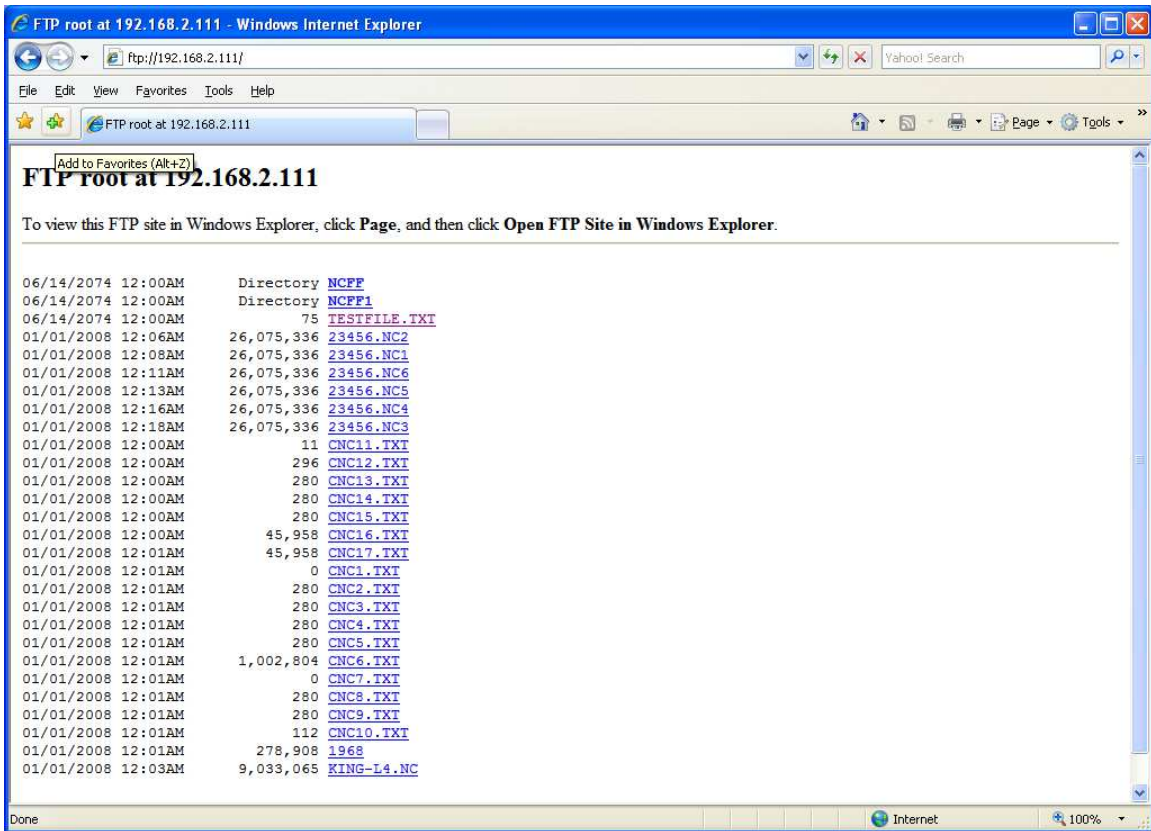 FTP root at 192.168.2.111 - Windows Internet Explorer
ftp://192.168.2.111/ Yahoo! Search
File Edit View Favorites Tools Help
FTP root at 192.168.2.111 Page Tools »
Add to Favorites (Alt+Z)
FTP root at 192.168.2.111
To view this FTP site in Windows Explorer, click Page, and then click Open FTP Site in Windows Explorer.
06/14/2074 12:00AM Directory NCFF
06/14/2074 12:00AM Directory NCFF1
06/14/2074 12:00AM 75 TESTFILE.TXT
01/01/2008 12:06AM 26,075,336 23456.NC2
01/01/2008 12:08AM 26,075,336 23456.NC1
01/01/2008 12:11AM 26,075,336 23456.NC6
01/01/2008 12:13AM 26,075,336 23456.NC5
01/01/2008 12:16AM 26,075,336 23456.NC4
01/01/2008 12:18AM 26,075,336 23456.NC3
01/01/2008 12:00AM 11 CNC11.TXT
01/01/2008 12:00AM 296 CNC12.TXT
01/01/2008 12:00AM 280 CNC13.TXT
01/01/2008 12:00AM 280 CNC14.TXT
01/01/2008 12:00AM 280 CNC15.TXT
01/01/2008 12:00AM 45,958 CNC16.TXT
01/01/2008 12:01AM 45,958 CNC17.TXT
01/01/2008 12:01AM 0 CNC1.TXT
01/01/2008 12:01AM 280 CNC2.TXT
01/01/2008 12:01AM 280 CNC3.TXT
01/01/2008 12:01AM 280 CNC4.TXT
01/01/2008 12:01AM 280 CNC5.TXT
01/01/2008 12:01AM 1,002,804 CNC6.TXT
01/01/2008 12:01AM 0 CNC7.TXT
01/01/2008 12:01AM 280 CNC8.TXT
01/01/2008 12:01AM 280 CNC9.TXT
01/01/2008 12:01AM 112 CNC10.TXT
01/01/2008 12:01AM 278,908 1968
01/01/2008 12:03AM 9,033,065 KING-L4.NC
Done Internet 100%